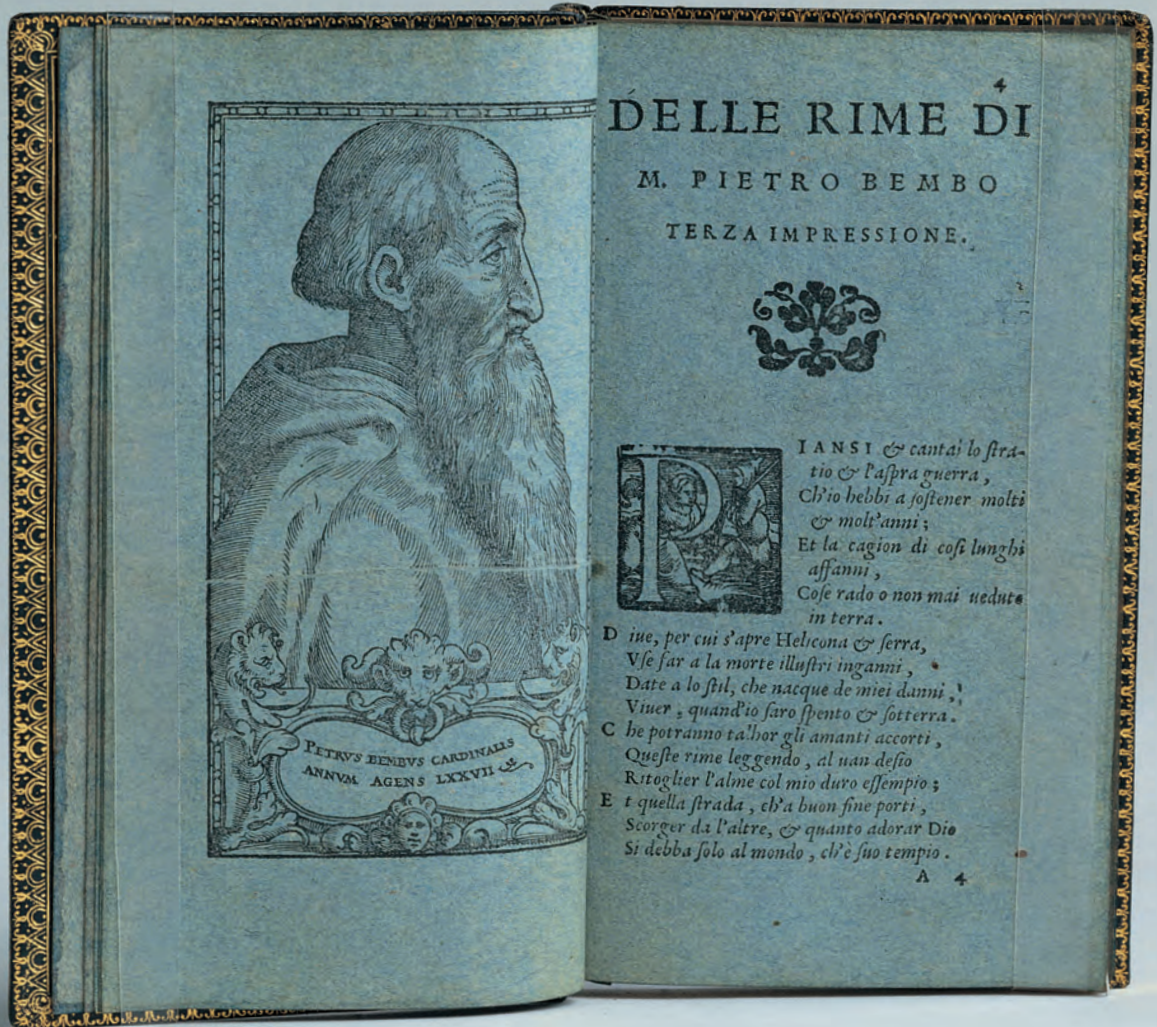 PETRVS BEMBVS CARDINALIS
ANNVM AGENS LXXVII
4
DELLE RIME DI
M. PIETRO BEMBO
TERZA IMPRESSIONE.
PIANSI & cantai lo ſtra-
tio & l'aſpra guerra,
Ch'io hebbi a ſoſtener molti
& molt'anni;
Et la cagion di coſi lunghi
affanni,
Coſe rado o non mai uedute
in terra.
D iue, per cui s'apre Helicona & ſerra,
Vſe far a la morte illuſtri inganni,
Date a lo ſtil, che nacque de miei danni,
Viuer, quand'io ſaro ſpento & ſotterra.
C he potranno ta'hor gli amanti accorti,
Queſte rime leggendo, al uan deſio
Ritoglier l'alme col mio duro eſſempio;
E t quella ſtrada, ch'a buon fine porti,
Scorger da l'altre, & quanto adorar Dio
Si debba ſolo al mondo, ch'è ſuo tempio.
A 4